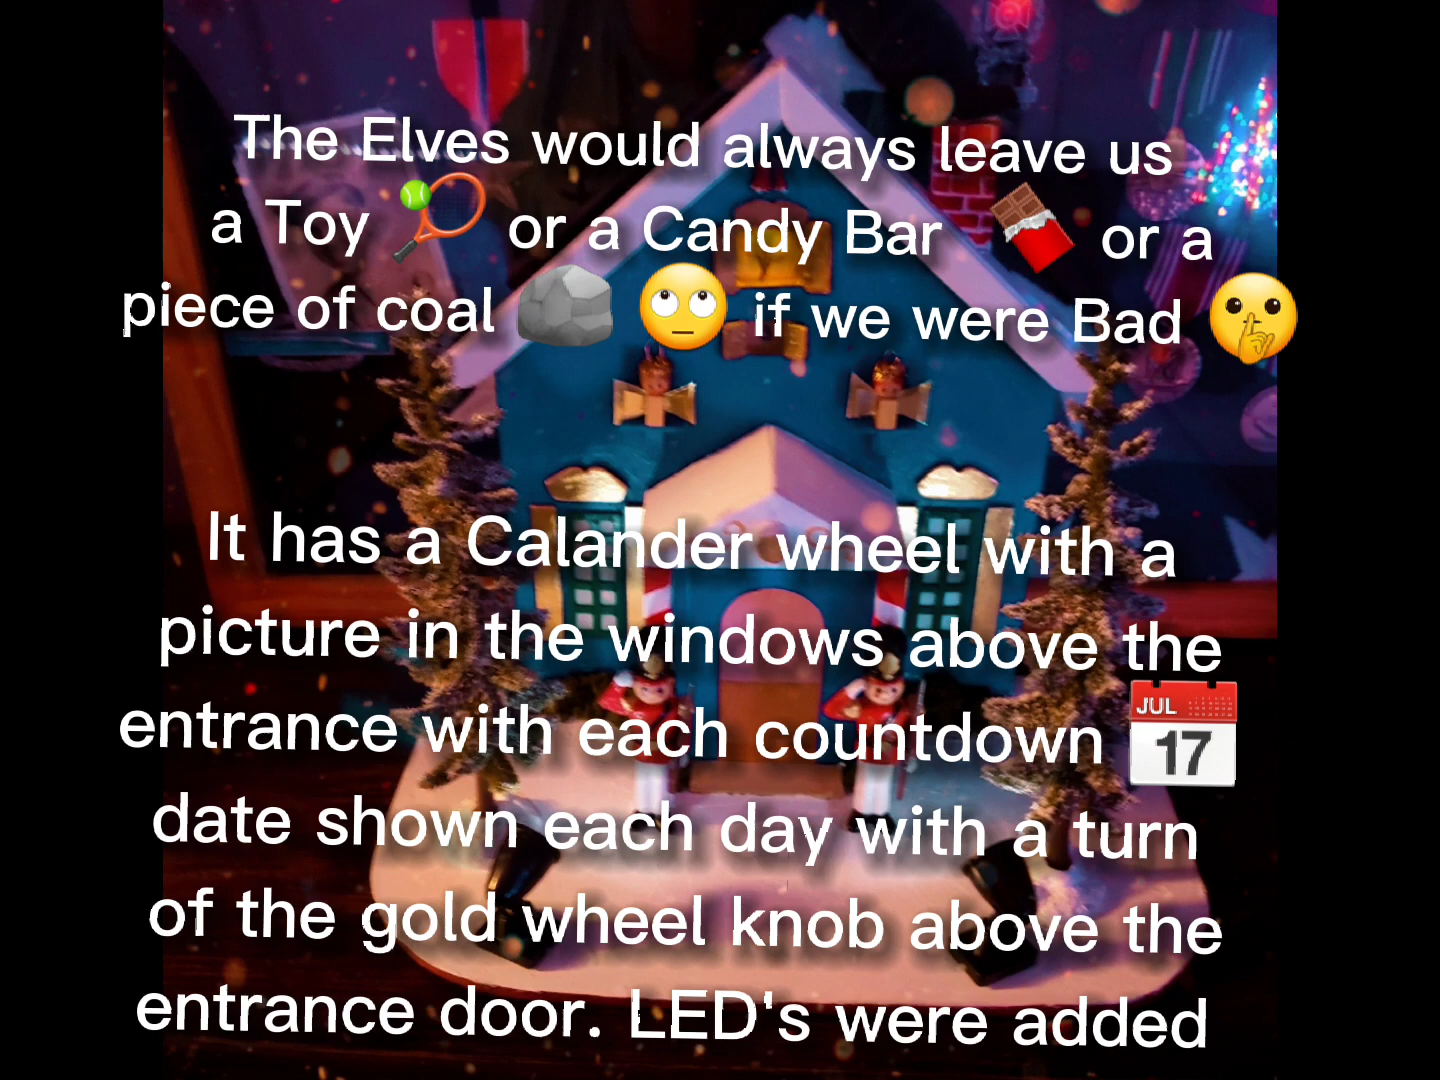 The Elves would always leave us
a Toy 🎾 or a Candy Bar 🍫 or a
piece of coal 🪨 🙄 if we were Bad 🤫
It has a Calander wheel with a
picture in the windows above the
entrance with each countdown 📅
date shown each day with a turn
of the gold wheel knob above the
entrance door. LED's were added